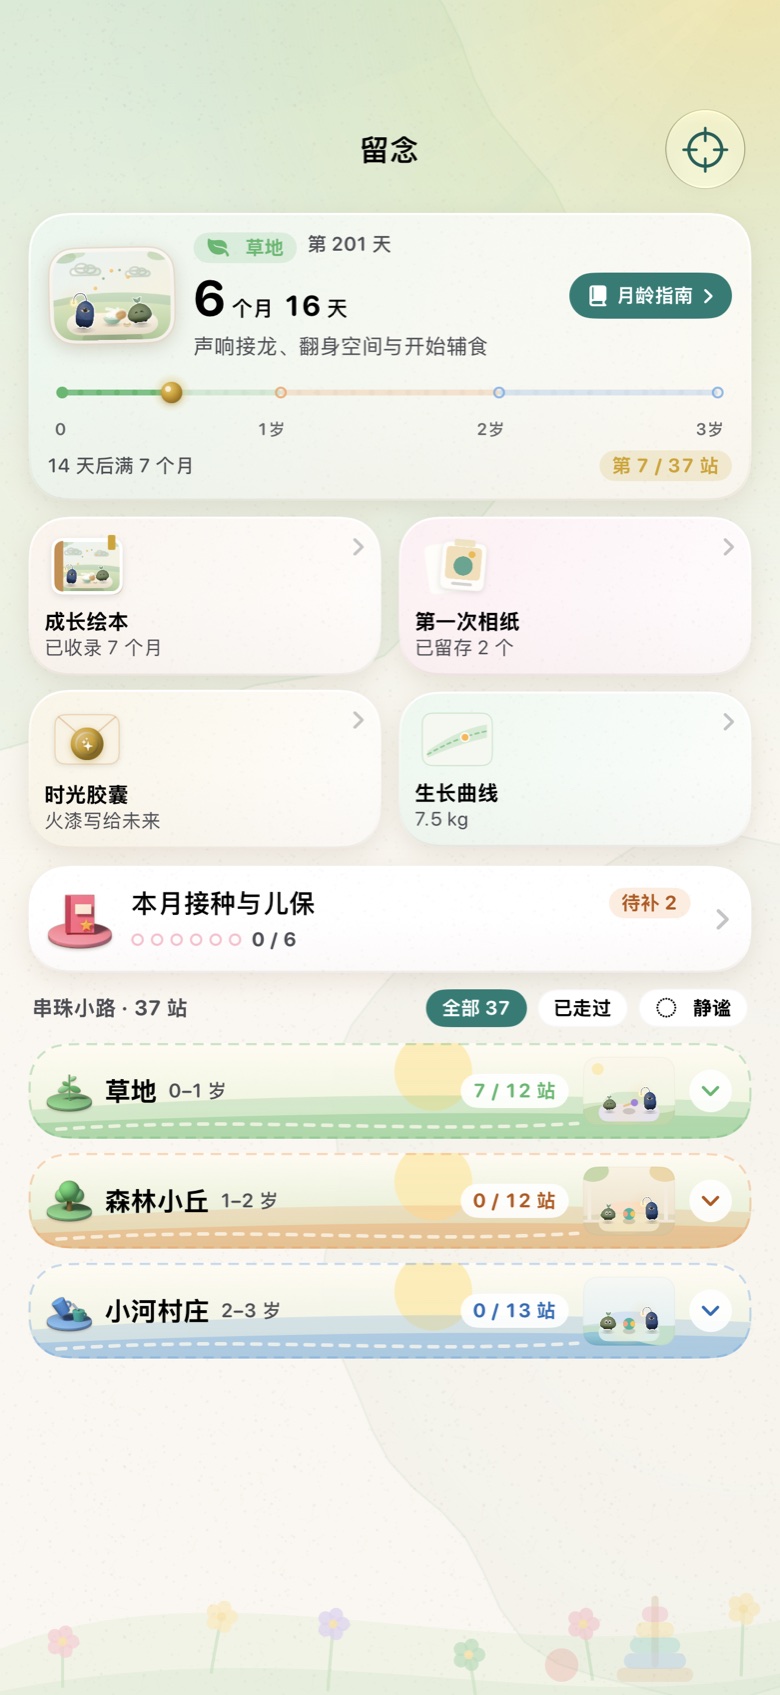 留念
草地 第 201 天
6 个月 16 天
月龄指南
声响接龙、翻身空间与开始辅食
0 1岁 2岁 3岁
14 天后满 7 个月
第 7 / 37 站
成长绘本
已收录 7 个月
第一次相纸
已留存 2 个
时光胶囊
火漆写给未来
生长曲线
7.5 kg
本月接种与儿保
待补 2
0 / 6
串珠小路 · 37 站
全部 37
已走过
静谧
草地 0–1 岁
7 / 12 站
森林小丘 1–2 岁
0 / 12 站
小河村庄 2–3 岁
0 / 13 站